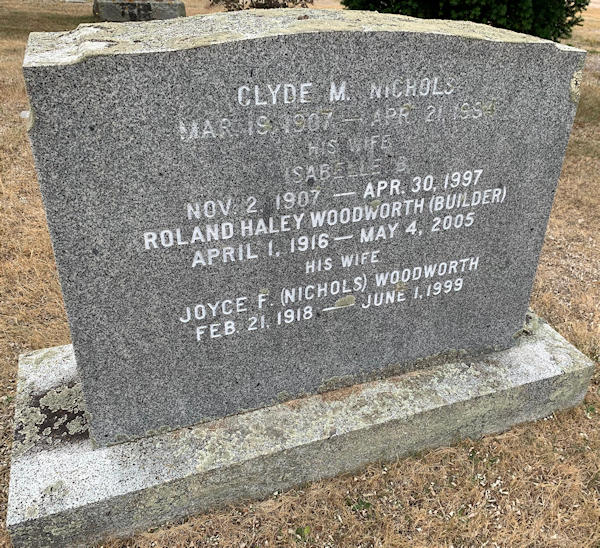 CLYDE M. NICHOLS
MAR. 19, 1907 — APR. 21, 1994
HIS WIFE
ISABELLE B.
NOV. 2, 1907 — APR. 30, 1997
ROLAND HALEY WOODWORTH (BUILDER)
APRIL 1, 1916 — MAY 4, 2005
HIS WIFE
JOYCE F. (NICHOLS) WOODWORTH
FEB. 21, 1918 — JUNE 1, 1999